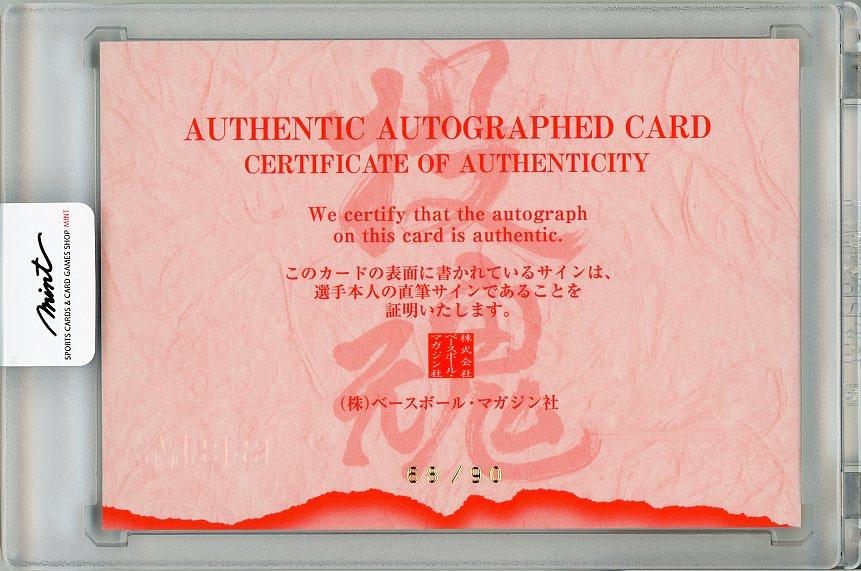 AUTHENTIC AUTOGRAPHED CARD
CERTIFICATE OF AUTHENTICITY
We certify that the autograph
on this card is authentic.
このカードの表面に書かれているサインは、
選手本人の直筆サインであることを
証明いたします。
株式会社
ベースボール・
マガジン社
(株)ベースボール・マガジン社
68/90
mint
SPORTS CARDS & CARD GAMES SHOP MINT